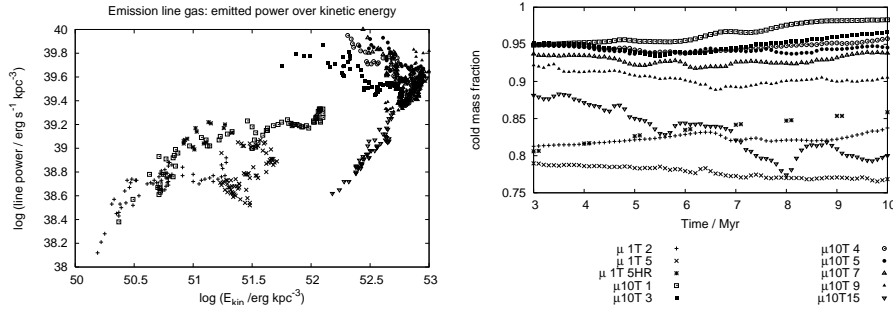 Emission line gas: emitted power over kinetic energy
log (line power / erg s⁻¹ kpc⁻³)
40
39.8
39.6
39.4
39.2
39
38.8
38.6
38.4
38.2
38
50
50.5
51
51.5
52
52.5
53
log (E_kin /erg kpc⁻³)
cold mass fraction
1
0.95
0.9
0.85
0.8
0.75
3
4
5
6
7
8
9
10
Time / Myr
μ 1T 2
μ 1T 5
μ 1T 5HR
μ10T 1
μ10T 3
μ10T 4
μ10T 5
μ10T 7
μ10T 9
μ10T15